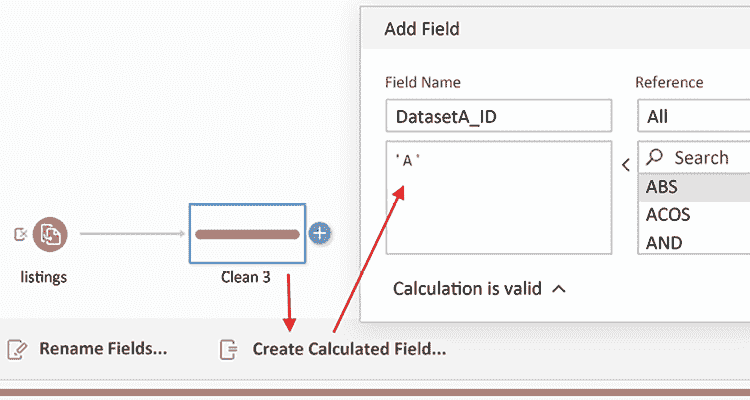 Add Field
Field Name
Reference
DatasetA_ID
All
'A'
Search
ABS
ACOS
AND
Calculation is valid
listings
Clean 3
Rename Fields...
Create Calculated Field...